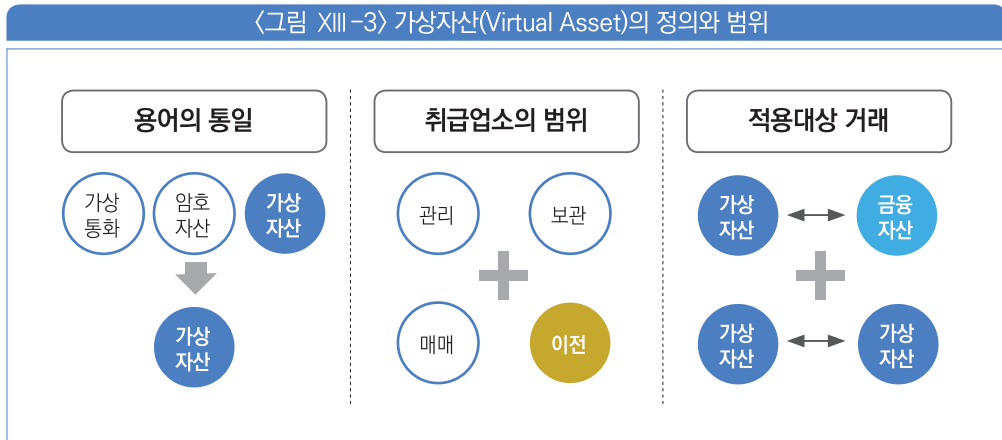 〈그림 XIII-3〉 가상자산(Virtual Asset)의 정의와 범위
용어의 통일
가상
통화
암호
자산
가상
자산
가상
자산
취급업소의 범위
관리
보관
매매
이전
적용대상 거래
가상
자산
금융
자산
가상
자산
가상
자산